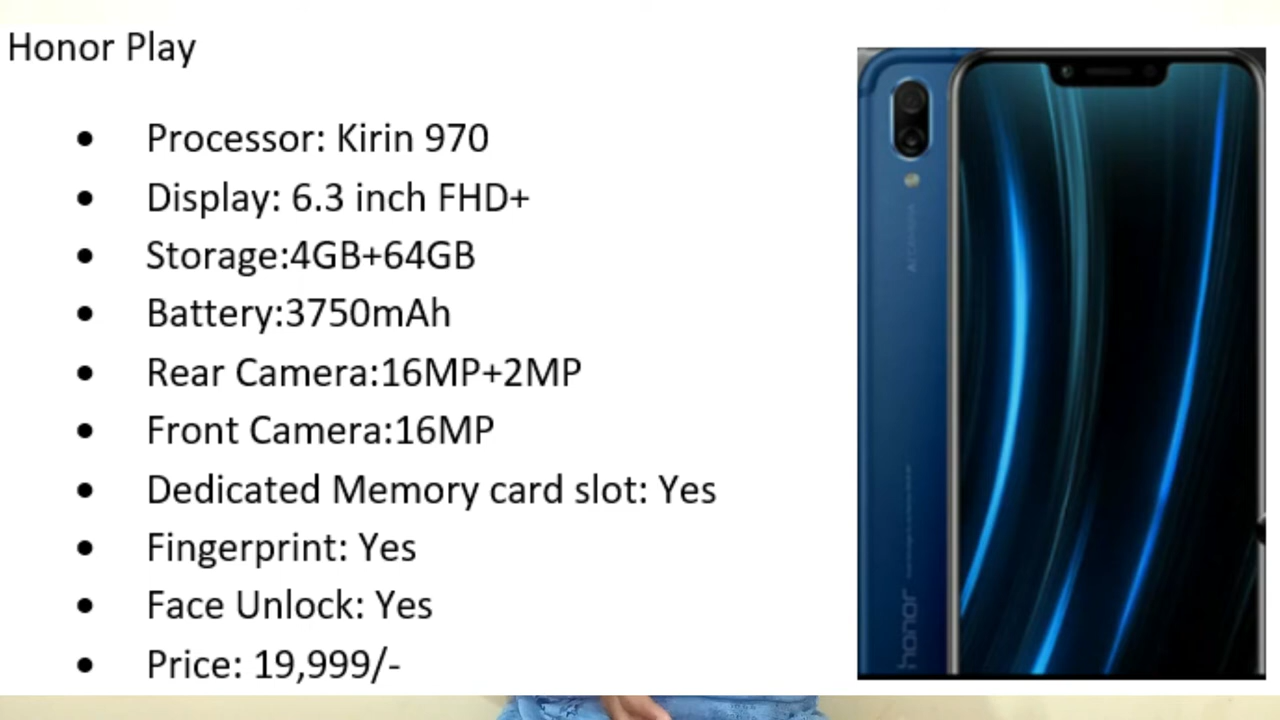 Honor Play
• Processor: Kirin 970
• Display: 6.3 inch FHD+
• Storage:4GB+64GB
• Battery:3750mAh
• Rear Camera:16MP+2MP
• Front Camera:16MP
• Dedicated Memory card slot: Yes
• Fingerprint: Yes
• Face Unlock: Yes
• Price: 19,999/-
honor